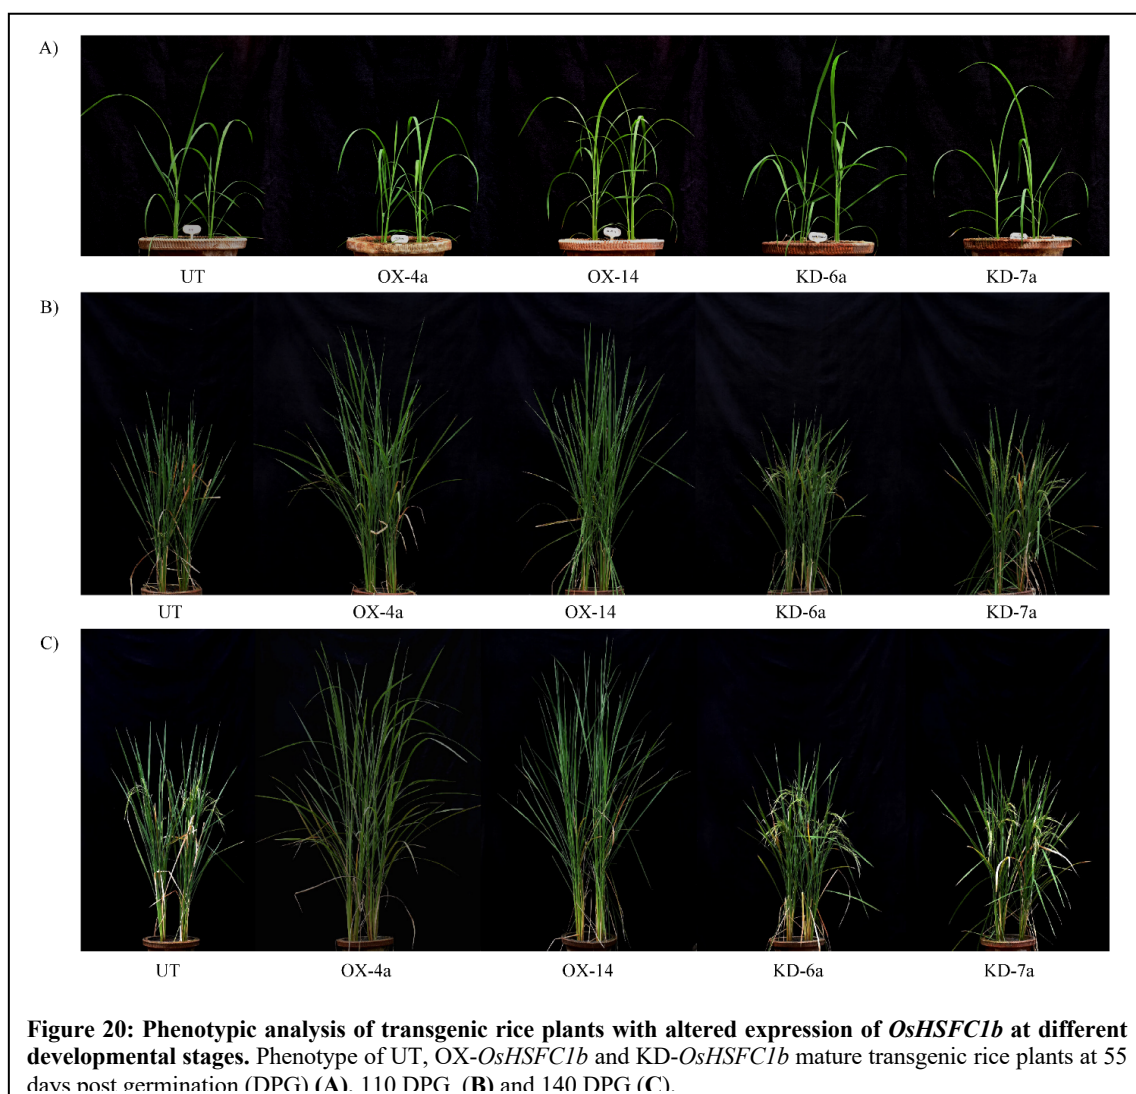 A)
UT OX-4a OX-14 KD-6a KD-7a
B)
UT OX-4a OX-14 KD-6a KD-7a
C)
UT OX-4a OX-14 KD-6a KD-7a
Figure 20: Phenotypic analysis of transgenic rice plants with altered expression of OsHSFC1b at different
developmental stages. Phenotype of UT, OX-OsHSFC1b and KD-OsHSFC1b mature transgenic rice plants at 55
days post germination (DPG) (A), 110 DPG (B) and 140 DPG (C).